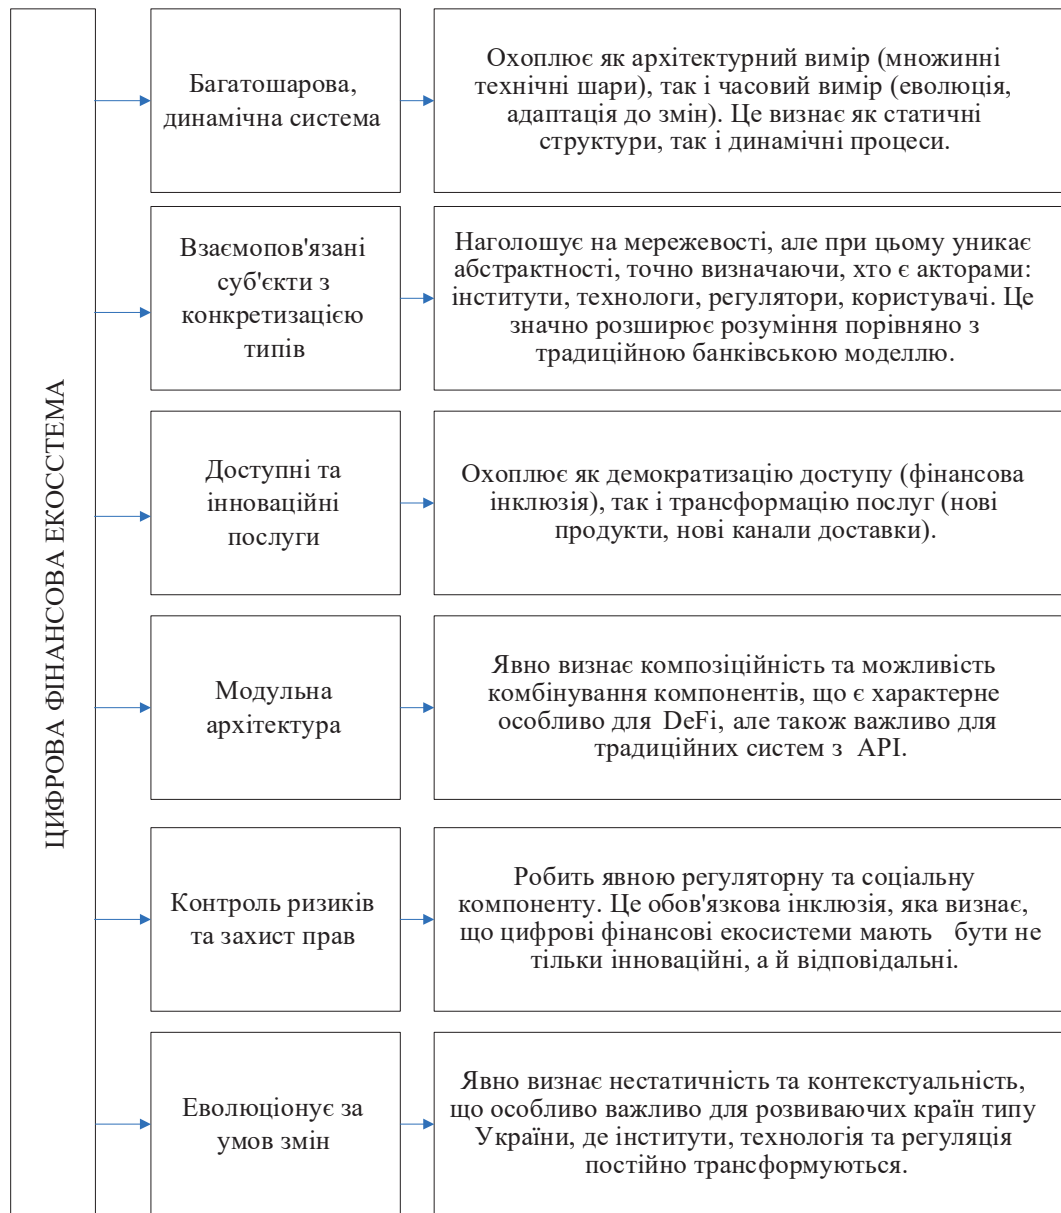 ЦИФРОВА ФІНАНСОВА ЕКОССТЕМА
Багатошарова,
динамічна система
Охоплює як архітектурний вимір (множинні
технічні шари), так і часовий вимір (еволюція,
адаптація до змін). Це визнає як статичні
структури, так і динамічні процеси.
Взаємопов'язані
суб'єкти з
конкретизацією
типів
Наголошує на мережевості, але при цьому уникає
абстрактності, точно визначаючи, хто є акторами:
інститути, технологи, регулятори, користувачі. Це
значно розширює розуміння порівняно з
традиційною банківською моделлю.
Доступні та
інноваційні
послуги
Охоплює як демократизацію доступу (фінансова
інклюзія), так і трансформацію послуг (нові
продукти, нові канали доставки).
Модульна
архітектура
Явно визнає композіційність та можливість
комбінування компонентів, що є характерне
особливо для DeFi, але також важливо для
традиційних систем з API.
Контроль ризиків
та захист прав
Робить явною регуляторну та соціальну
компоненту. Це обов'язкова інклюзія, яка визнає,
що цифрові фінансові екосистеми мають бути не
тільки інноваційні, а й відповідальні.
Еволюціонує за
умов змін
Явно визнає нестатичність та контекстуальність,
що особливо важливо для розвиваючих країн типу
України, де інститути, технологія та регуляція
постійно трансформуються.